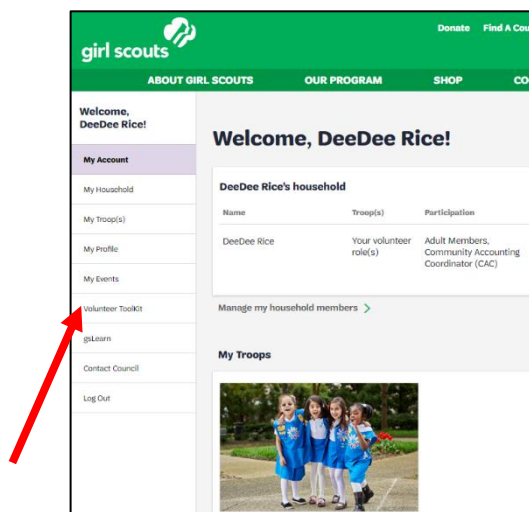 Donate Find A Cou
girl scouts
ABOUT GIRL SCOUTS OUR PROGRAM SHOP CO
Welcome,
DeeDee Rice!
My Account
My Household
My Troop(s)
My Profile
My Events
Volunteer ToolKit
gsLearn
Contact Council
Log Out
Welcome, DeeDee Rice!
DeeDee Rice's household
Name Troop(s) Participation
DeeDee Rice Your volunteer Adult Members,
role(s) Community Accounting
Coordinator (CAC)
Manage my household members >
My Troops